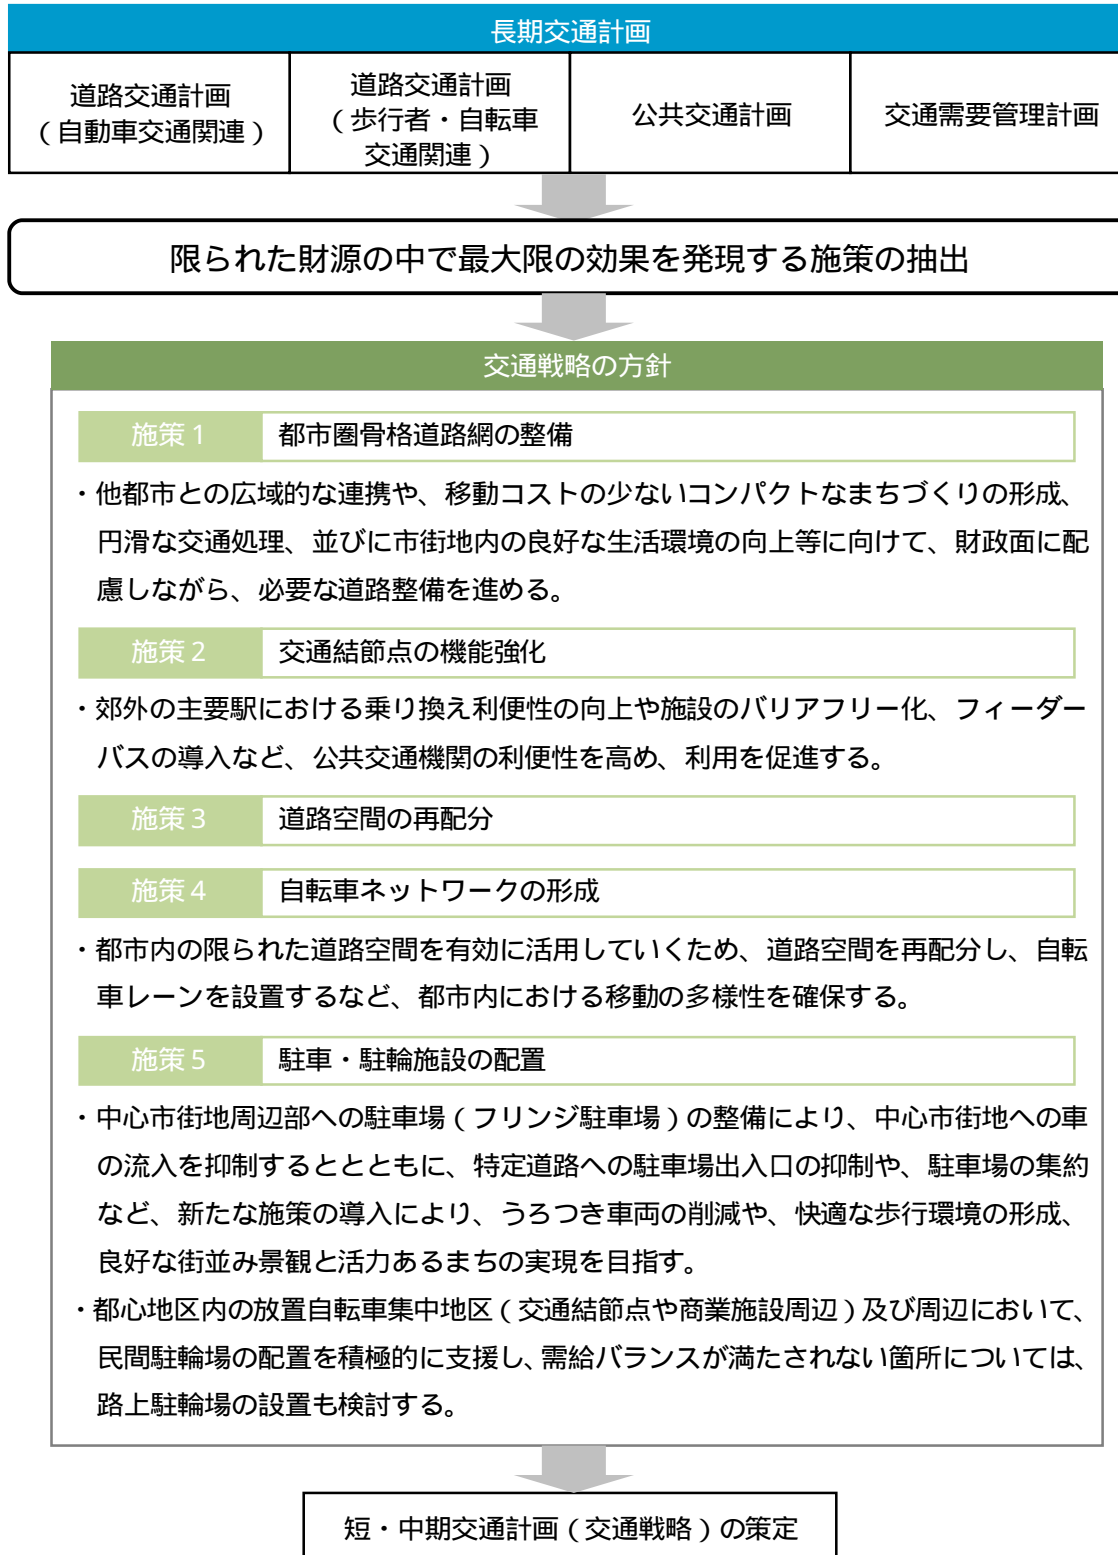 長期交通計画
道路交通計画
（自動車交通関連）
道路交通計画
（歩行者・自転車
交通関連）
公共交通計画
交通需要管理計画
限られた財源の中で最大限の効果を発現する施策の抽出
交通戦略の方針
施策１ 都市圏骨格道路網の整備
・他都市との広域的な連携や、移動コストの少ないコンパクトなまちづくりの形成、
円滑な交通処理、並びに市街地内の良好な生活環境の向上等に向けて、財政面に配
慮しながら、必要な道路整備を進める。
施策２ 交通結節点の機能強化
・郊外の主要駅における乗り換え利便性の向上や施設のバリアフリー化、フィーダー
バスの導入など、公共交通機関の利便性を高め、利用を促進する。
施策３ 道路空間の再配分
施策４ 自転車ネットワークの形成
・都市内の限られた道路空間を有効に活用していくため、道路空間を再配分し、自転
車レーンを設置するなど、都市内における移動の多様性を確保する。
施策５ 駐車・駐輪施設の配置
・中心市街地周辺部への駐車場（フリンジ駐車場）の整備により、中心市街地への車
の流入を抑制するととともに、特定道路への駐車場出入口の抑制や、駐車場の集約
など、新たな施策の導入により、うろつき車両の削減や、快適な歩行環境の形成、
良好な街並み景観と活力あるまちの実現を目指す。
・都心地区内の放置自転車集中地区（交通結節点や商業施設周辺）及び周辺において、
民間駐輪場の配置を積極的に支援し、需給バランスが満たされない箇所については、
路上駐輪場の設置も検討する。
短・中期交通計画（交通戦略）の策定